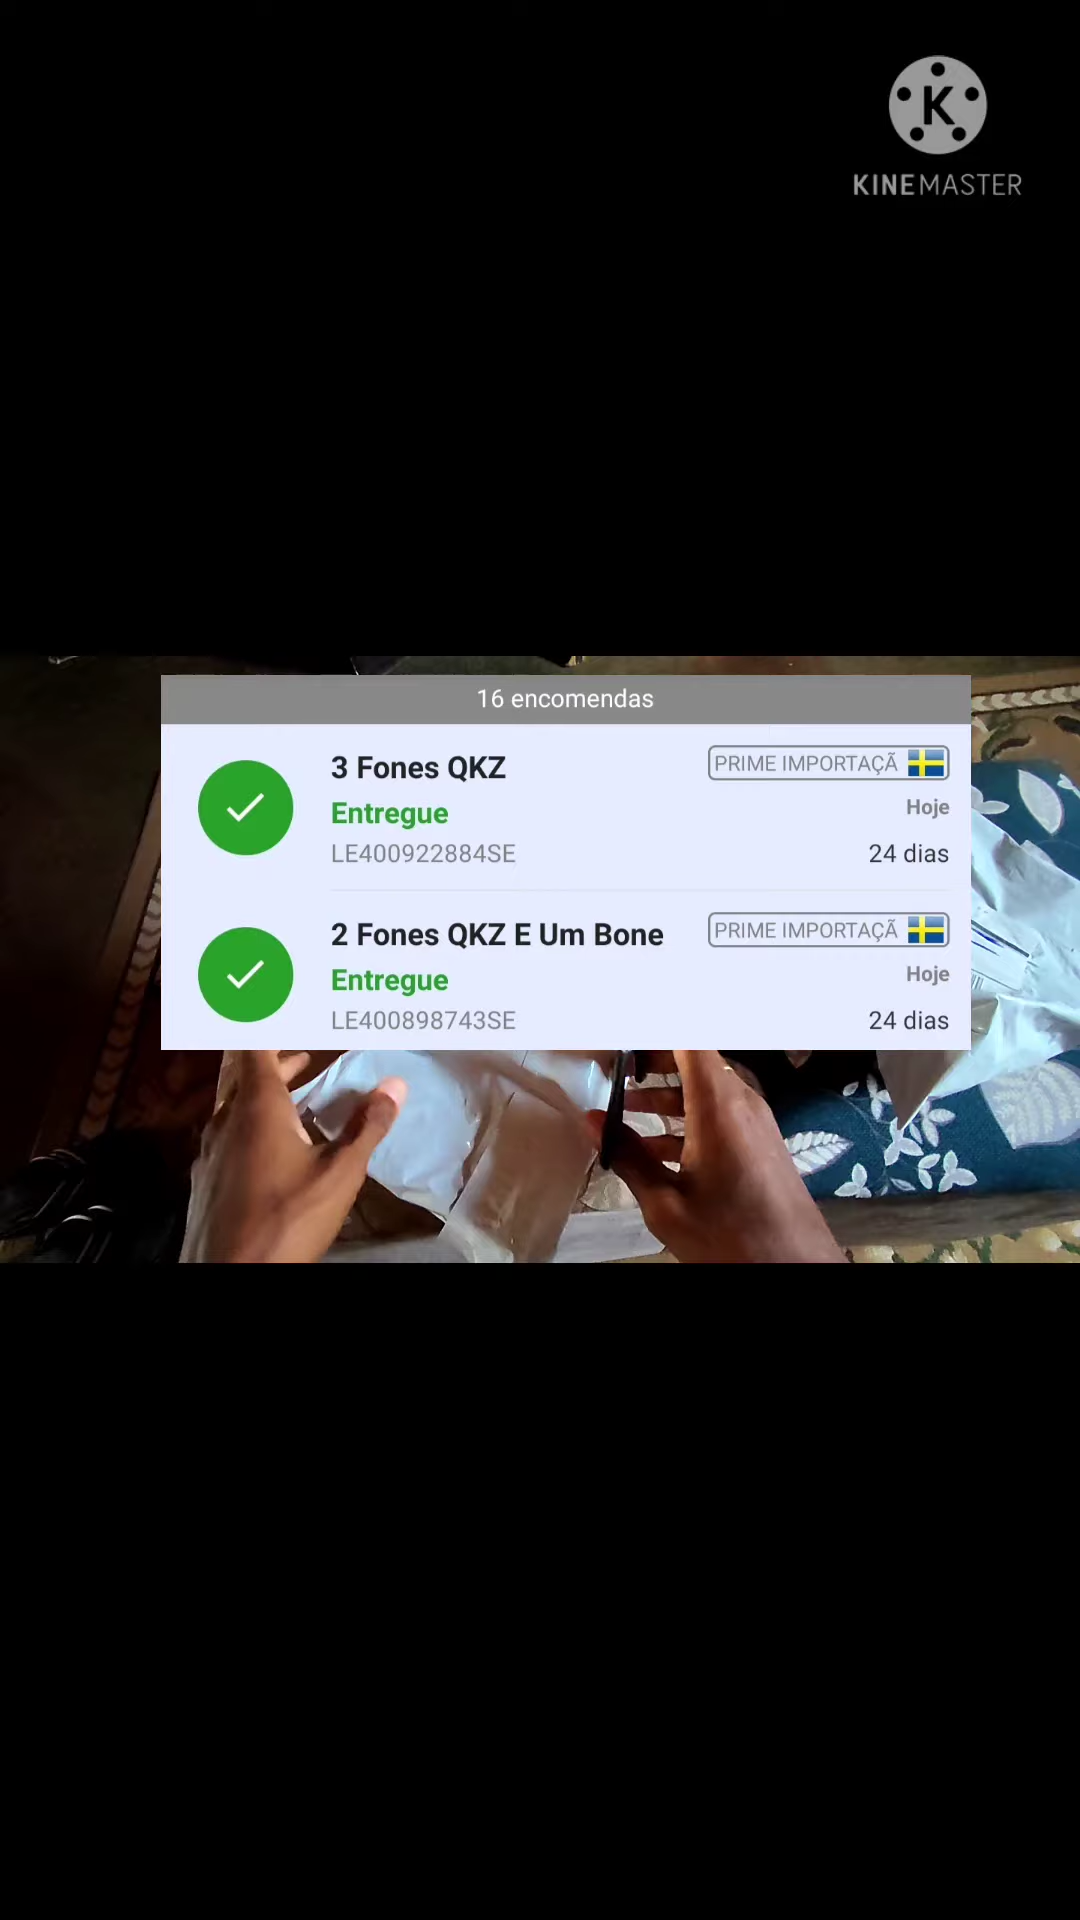 K
KINEMASTER
16 encomendas
3 Fones QKZ
PRIME IMPORTAÇÃ
Entregue
Hoje
LE400922884SE
24 dias
2 Fones QKZ E Um Bone
PRIME IMPORTAÇÃ
Entregue
Hoje
LE400898743SE
24 dias